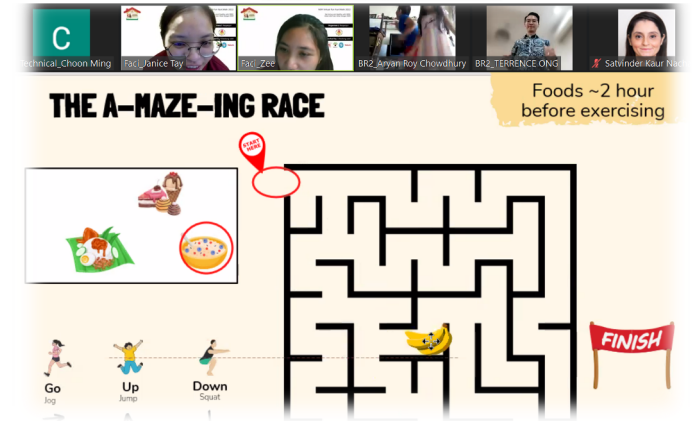 C
Technical_Choon Ming
Faci_Janice Tay
Faci_Zee
BR2_Aryan Roy Chowdhury
BR2_TERRENCE ONG
Satvinder Kaur Nac
THE A-MAZE-ING RACE
Foods ~2 hour
before exercising
START
HERE
FINISH
Go
Jog
Up
Jump
Down
Squat